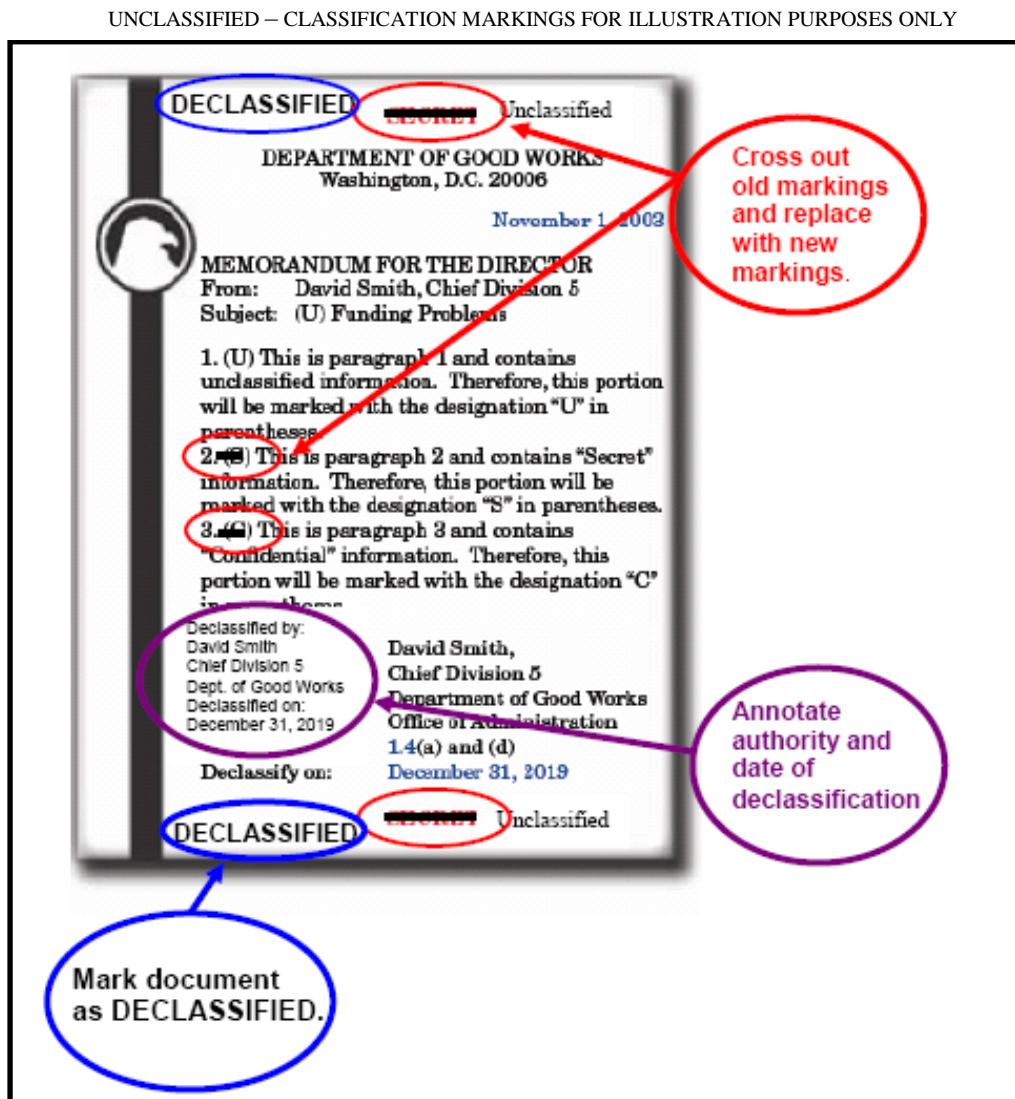 UNCLASSIFIED – CLASSIFICATION MARKINGS FOR ILLUSTRATION PURPOSES ONLY
DECLASSIFIED SECRET Unclassified
DEPARTMENT OF GOOD WORKS
Washington, D.C. 20006
November 1, 2003
MEMORANDUM FOR THE DIRECTOR
From: David Smith, Chief Division 5
Subject: (U) Funding Problems
1. (U) This is paragraph 1 and contains
unclassified information. Therefore, this portion
will be marked with the designation "U" in
parentheses.
2. (S) This is paragraph 2 and contains "Secret"
information. Therefore, this portion will be
marked with the designation "S" in parentheses.
3. (C) This is paragraph 3 and contains
"Confidential" information. Therefore, this
portion will be marked with the designation "C"
in
Declassified by:
David Smith
Chief Division 5
Dept. of Good Works
Declassified on:
December 31, 2019
David Smith,
Chief Division 5
Department of Good Works
Office of Administration
1.4(a) and (d)
Declassify on: December 31, 2019
DECLASSIFIED SECRET Unclassified
Cross out
old markings
and replace
with new
markings.
Annotate
authority and
date of
declassification
Mark document
as DECLASSIFIED.